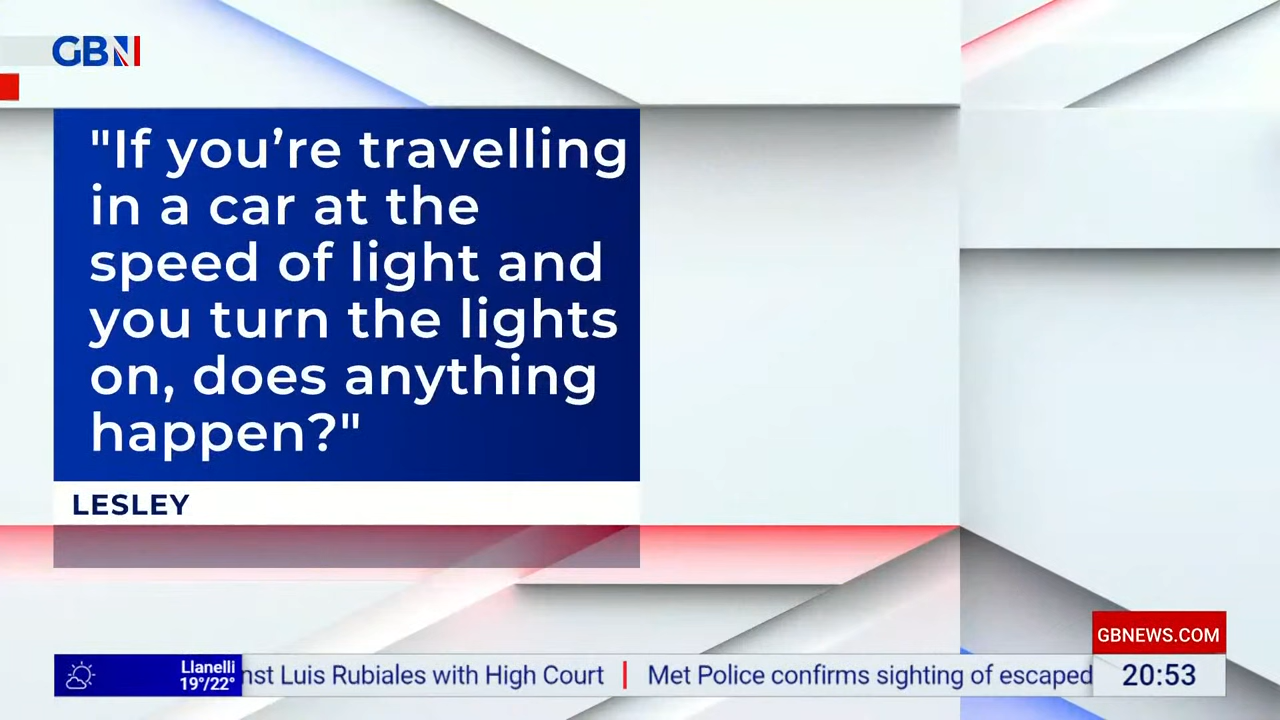 GBN
"If you’re travelling
in a car at the
speed of light and
you turn the lights
on, does anything
happen?"
LESLEY
GBNEWS.COM
Llanelli
19°/22°
nst Luis Rubiales with High Court | Met Police confirms sighting of escaped
20:53